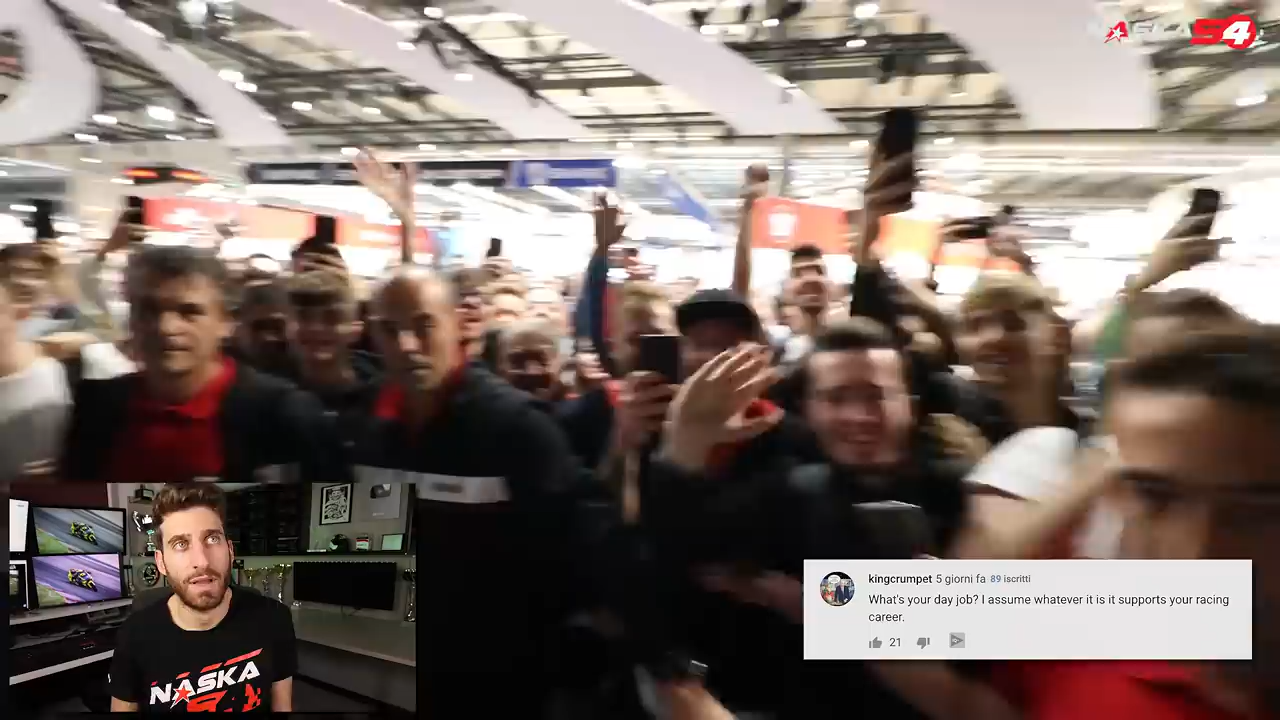 NASKA 54
kingcrumpet 5 giorni fa 89 iscritti
What's your day job? I assume whatever it is it supports your racing
career.
21
NASKA